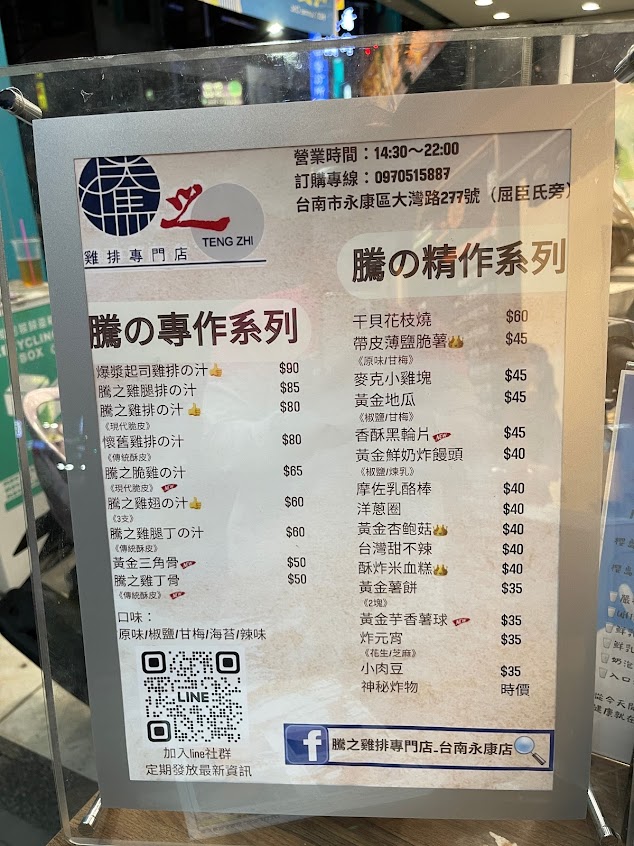 營業時間：14:30～22:00
訂購專線：0970515887
台南市永康區大灣路277號（屈臣氏旁）
騰之
TENG ZHI
雞排專門店
騰の專作系列
爆漿起司雞排の汁 $90
騰之雞腿排の汁 $85
騰之雞排の汁 $80
《現代脆皮》
懷舊雞排の汁 $80
《傳統酥皮》
騰之脆雞の汁 $65
《現代脆皮》 NEW
騰之雞翅の汁 $60
《3支》
騰之雞腿丁の汁 $60
《傳統酥皮》
黃金三角骨 NEW $50
騰之雞丁骨 $50
《傳統酥皮》 NEW
口味：
原味/椒鹽/甘梅/海苔/辣味
LINE
加入line社群
定期發放最新資訊
騰の精作系列
干貝花枝燒 $60
帶皮薄鹽脆薯 $45
《原味/甘梅》
麥克小雞塊 $45
黃金地瓜 $45
《椒鹽/甘梅》
香酥黑輪片 NEW $45
黃金鮮奶炸饅頭 $40
《椒鹽/煉乳》
摩佐乳酪棒 $40
洋蔥圈 $40
黃金杏鮑菇 $40
台灣甜不辣 $40
酥炸米血糕 $40
黃金薯餅 $35
《2塊》
黃金芋香薯球 NEW $35
炸元宵 $35
《花生/芝麻》
小肉豆 $35
神秘炸物 時價
f 騰之雞排專門店_台南永康店